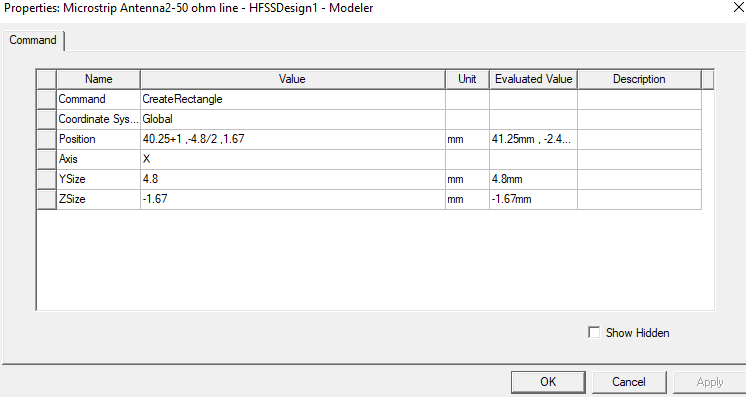 Properties: Microstrip Antenna2-50 ohm line - HFSSDesign1 - Modeler
Command
Name Value Unit Evaluated Value Description
Command CreateRectangle
Coordinate Sys... Global
Position 40.25+1 ,-4.8/2 ,1.67 mm 41.25mm , -2.4...
Axis X
YSize 4.8 mm 4.8mm
ZSize -1.67 mm -1.67mm
Show Hidden
OK Cancel Apply